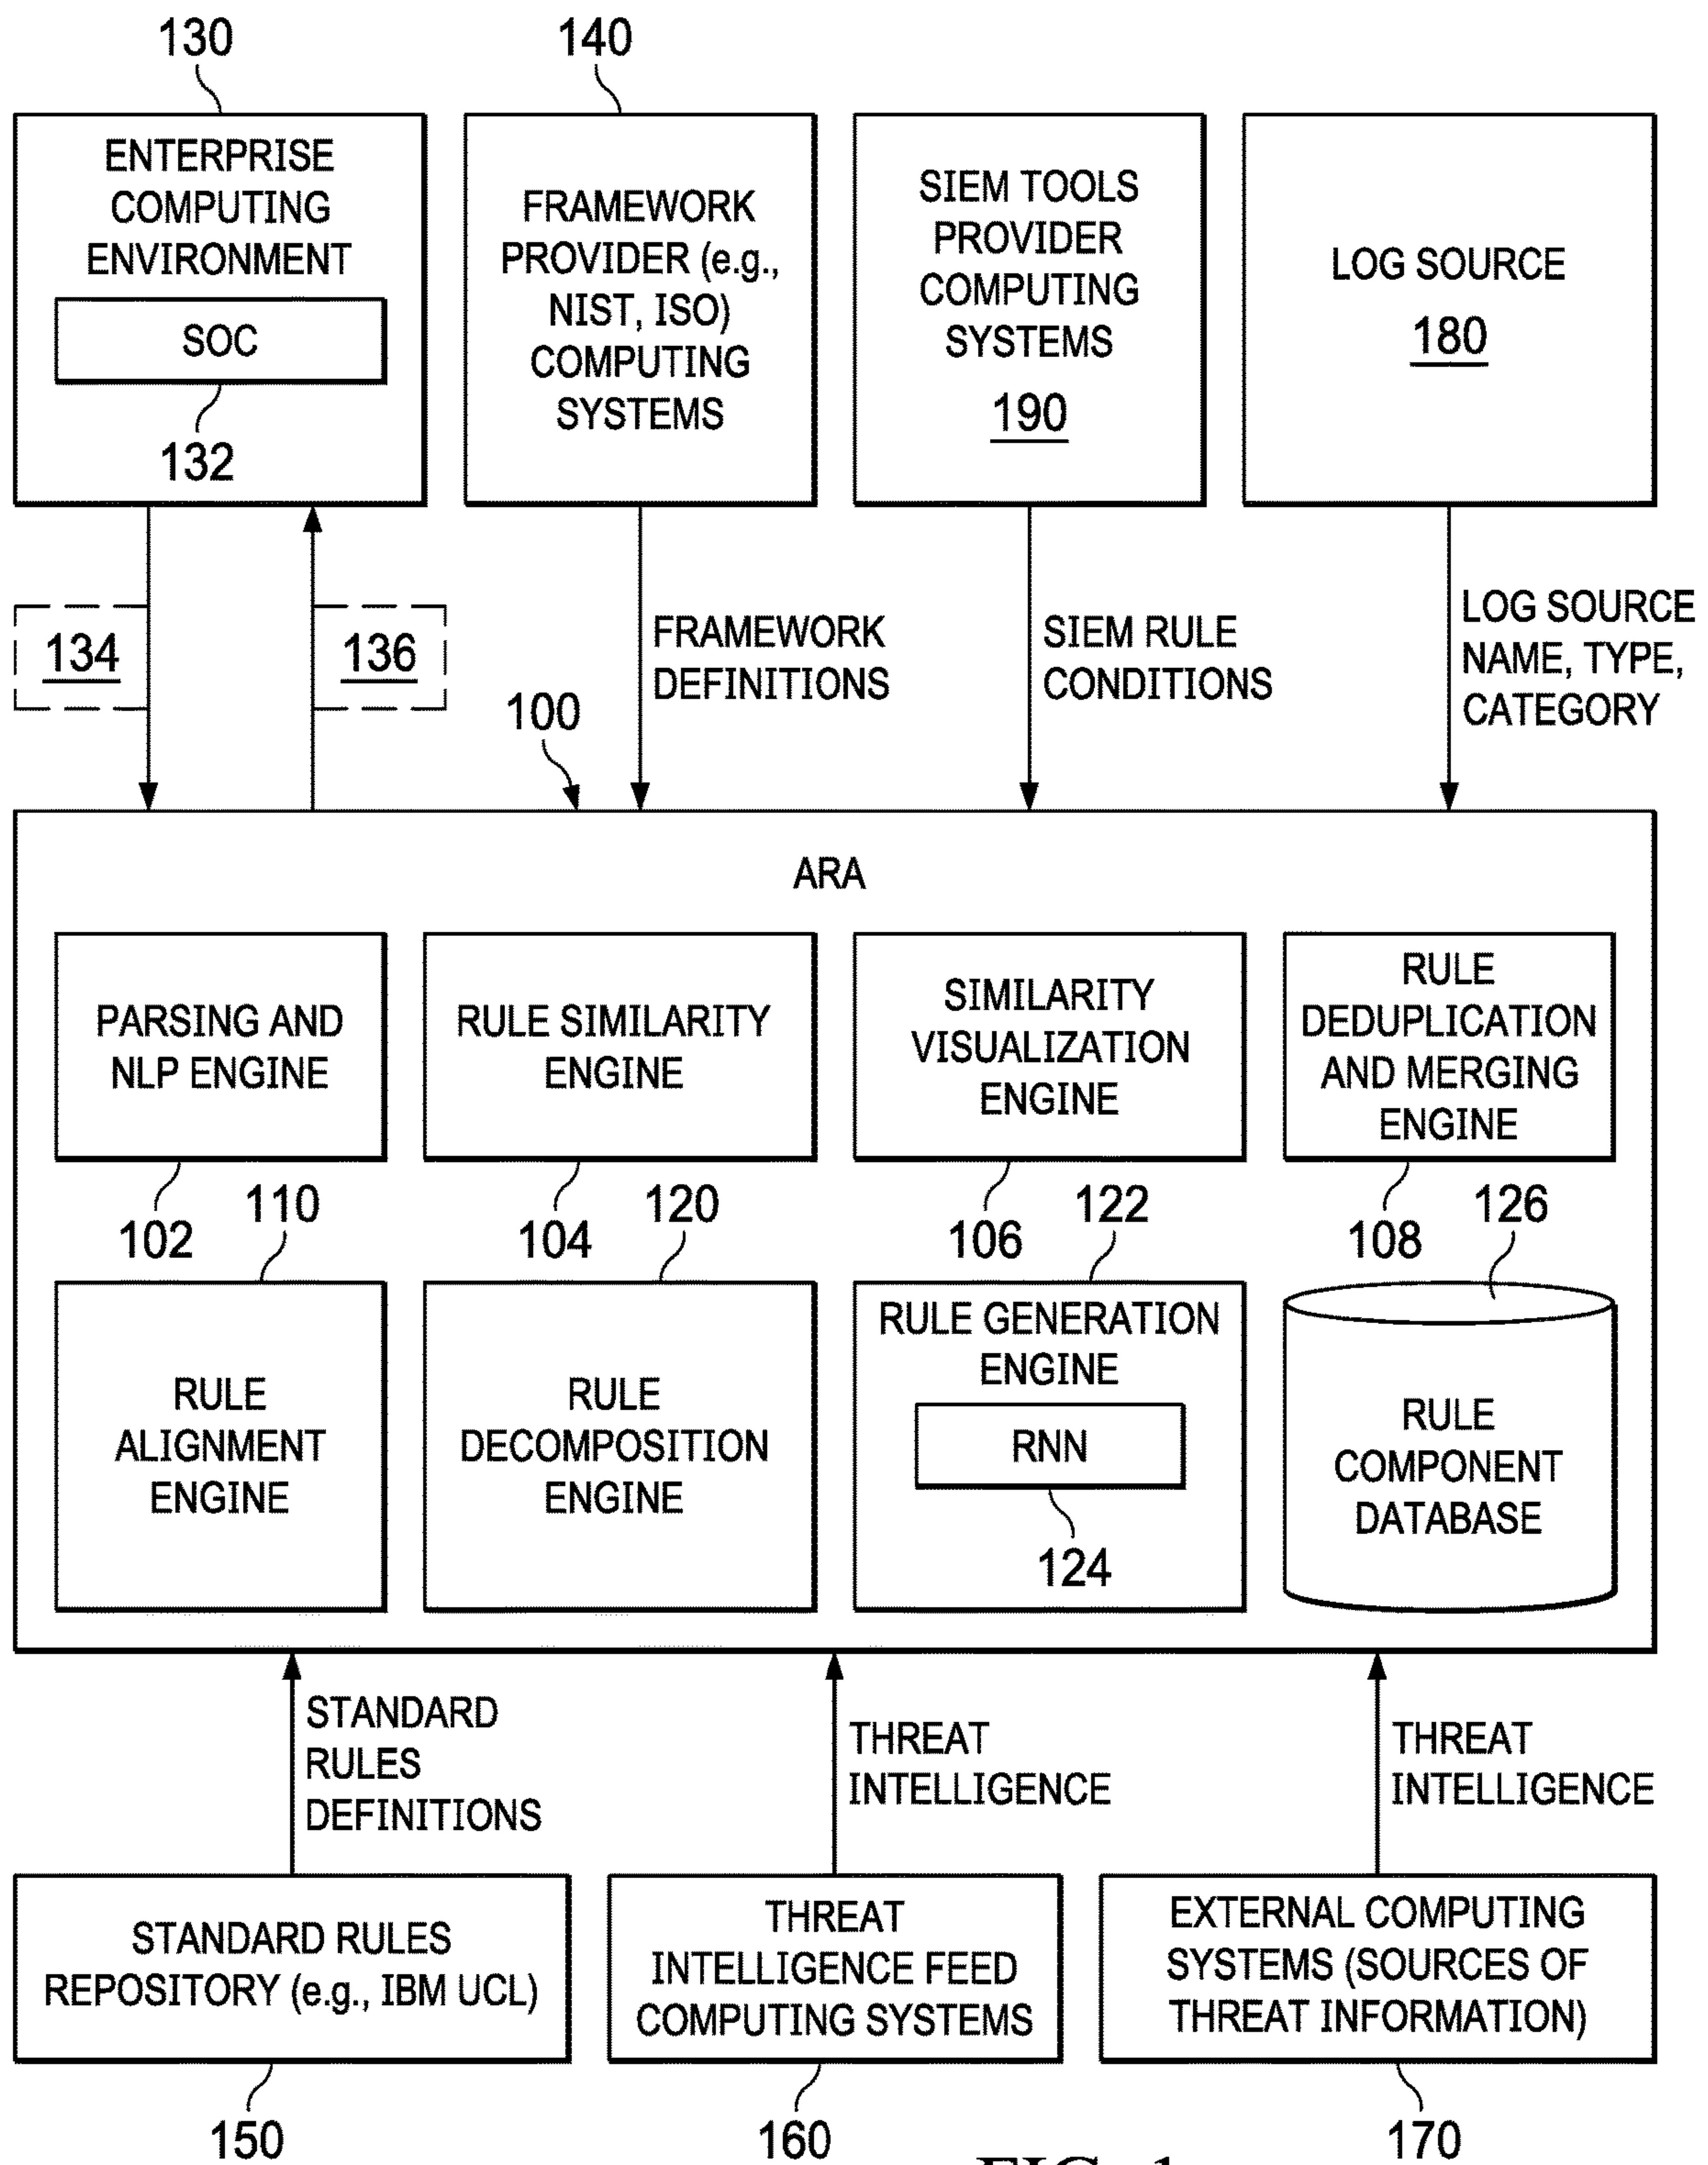 130
140
ENTERPRISE
COMPUTING
ENVIRONMENT
SOC
132
FRAMEWORK
PROVIDER (e.g.,
NIST, ISO)
COMPUTING
SYSTEMS
SIEM TOOLS
PROVIDER
COMPUTING
SYSTEMS
190
LOG SOURCE
180
134
136
FRAMEWORK
DEFINITIONS
SIEM RULE
CONDITIONS
LOG SOURCE
NAME, TYPE,
CATEGORY
100
ARA
PARSING AND
NLP ENGINE
RULE SIMILARITY
ENGINE
SIMILARITY
VISUALIZATION
ENGINE
RULE
DEDUPLICATION
AND MERGING
ENGINE
102
110
104
120
106
122
108
126
RULE
ALIGNMENT
ENGINE
RULE
DECOMPOSITION
ENGINE
RULE GENERATION
ENGINE
RNN
124
RULE
COMPONENT
DATABASE
STANDARD
RULES
DEFINITIONS
THREAT
INTELLIGENCE
THREAT
INTELLIGENCE
STANDARD RULES
REPOSITORY (e.g., IBM UCL)
THREAT
INTELLIGENCE FEED
COMPUTING SYSTEMS
EXTERNAL COMPUTING
SYSTEMS (SOURCES OF
THREAT INFORMATION)
150
160
170